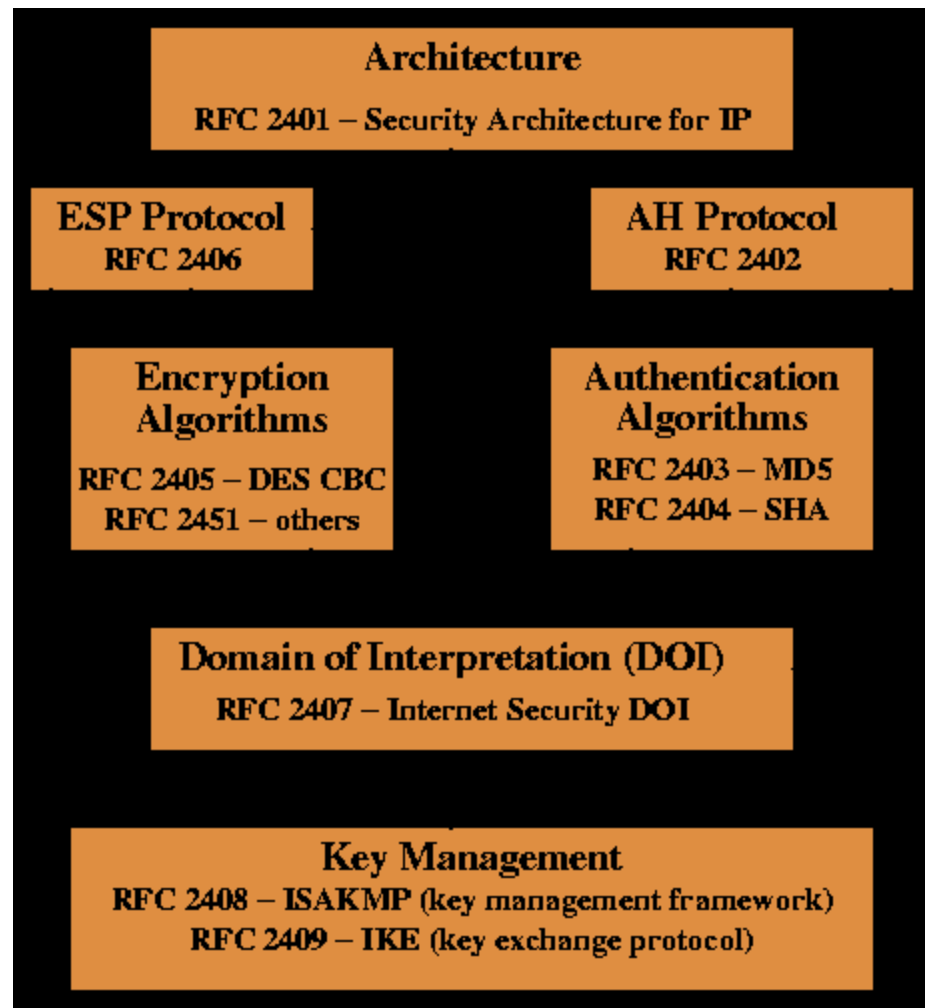 Architecture
RFC 2401 – Security Architecture for IP
ESP Protocol
RFC 2406
AH Protocol
RFC 2402
Encryption
Algorithms
RFC 2405 – DES CBC
RFC 2451 – others
Authentication
Algorithms
RFC 2403 – MD5
RFC 2404 – SHA
Domain of Interpretation (DOI)
RFC 2407 – Internet Security DOI
Key Management
RFC 2408 – ISAKMP (key management framework)
RFC 2409 – IKE (key exchange protocol)